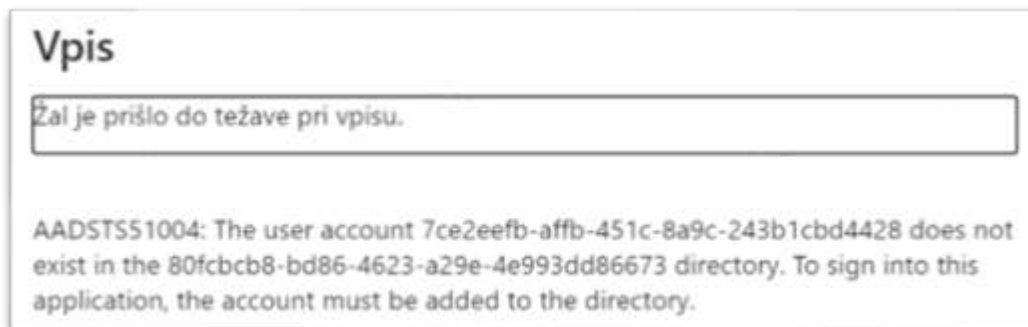 Vpis
Žal je prišlo do težave pri vpisu.
AADSTS51004: The user account 7ce2eefb-affb-451c-8a9c-243b1cbd4428 does not
exist in the 80fcbcb8-bd86-4623-a29e-4e993dd86673 directory. To sign into this
application, the account must be added to the directory.